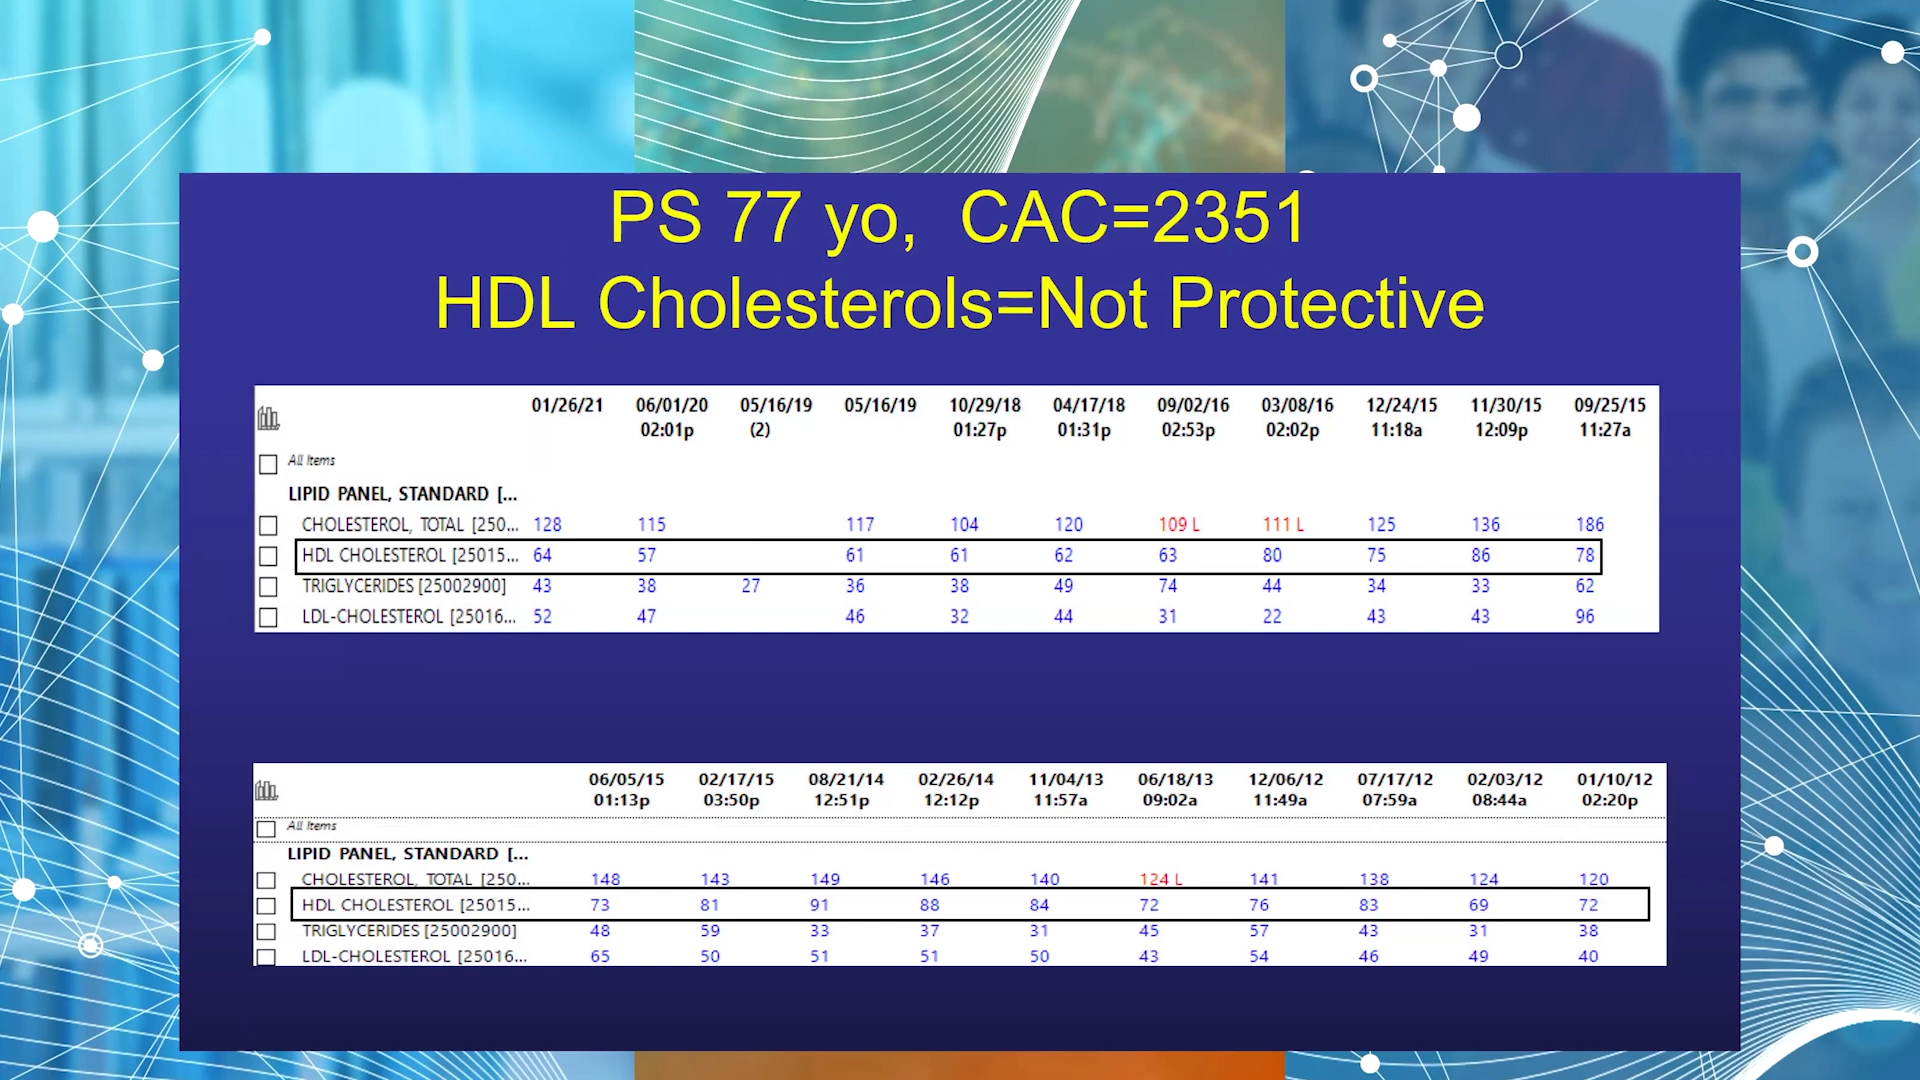 PS 77 yo, CAC=2351
HDL Cholesterols=Not Protective
01/26/21 06/01/20 05/16/19 05/16/19 10/29/18 04/17/18 09/02/16 03/08/16 12/24/15 11/30/15 09/25/15
02:01p (2) 01:27p 01:31p 02:53p 02:02p 11:18a 12:09p 11:27a
All Items
LIPID PANEL, STANDARD [...
CHOLESTEROL, TOTAL [250... 128 115 117 104 120 109 L 111 L 125 136 186
HDL CHOLESTEROL [25015... 64 57 61 61 62 63 80 75 86 78
TRIGLYCERIDES [25002900] 43 38 27 36 38 49 74 44 34 33 62
LDL-CHOLESTEROL [25016... 52 47 46 32 44 31 22 43 43 96
06/05/15 02/17/15 08/21/14 02/26/14 11/04/13 06/18/13 12/06/12 07/17/12 02/03/12 01/10/12
01:13p 03:50p 12:51p 12:12p 11:57a 09:02a 11:49a 07:59a 08:44a 02:20p
All Items
LIPID PANEL, STANDARD [...
CHOLESTEROL, TOTAL [250... 148 143 149 146 140 124 L 141 138 124 120
HDL CHOLESTEROL [25015... 73 81 91 88 84 72 76 83 69 72
TRIGLYCERIDES [25002900] 48 59 33 37 31 45 57 43 31 38
LDL-CHOLESTEROL [25016... 65 50 51 51 50 43 54 46 49 40